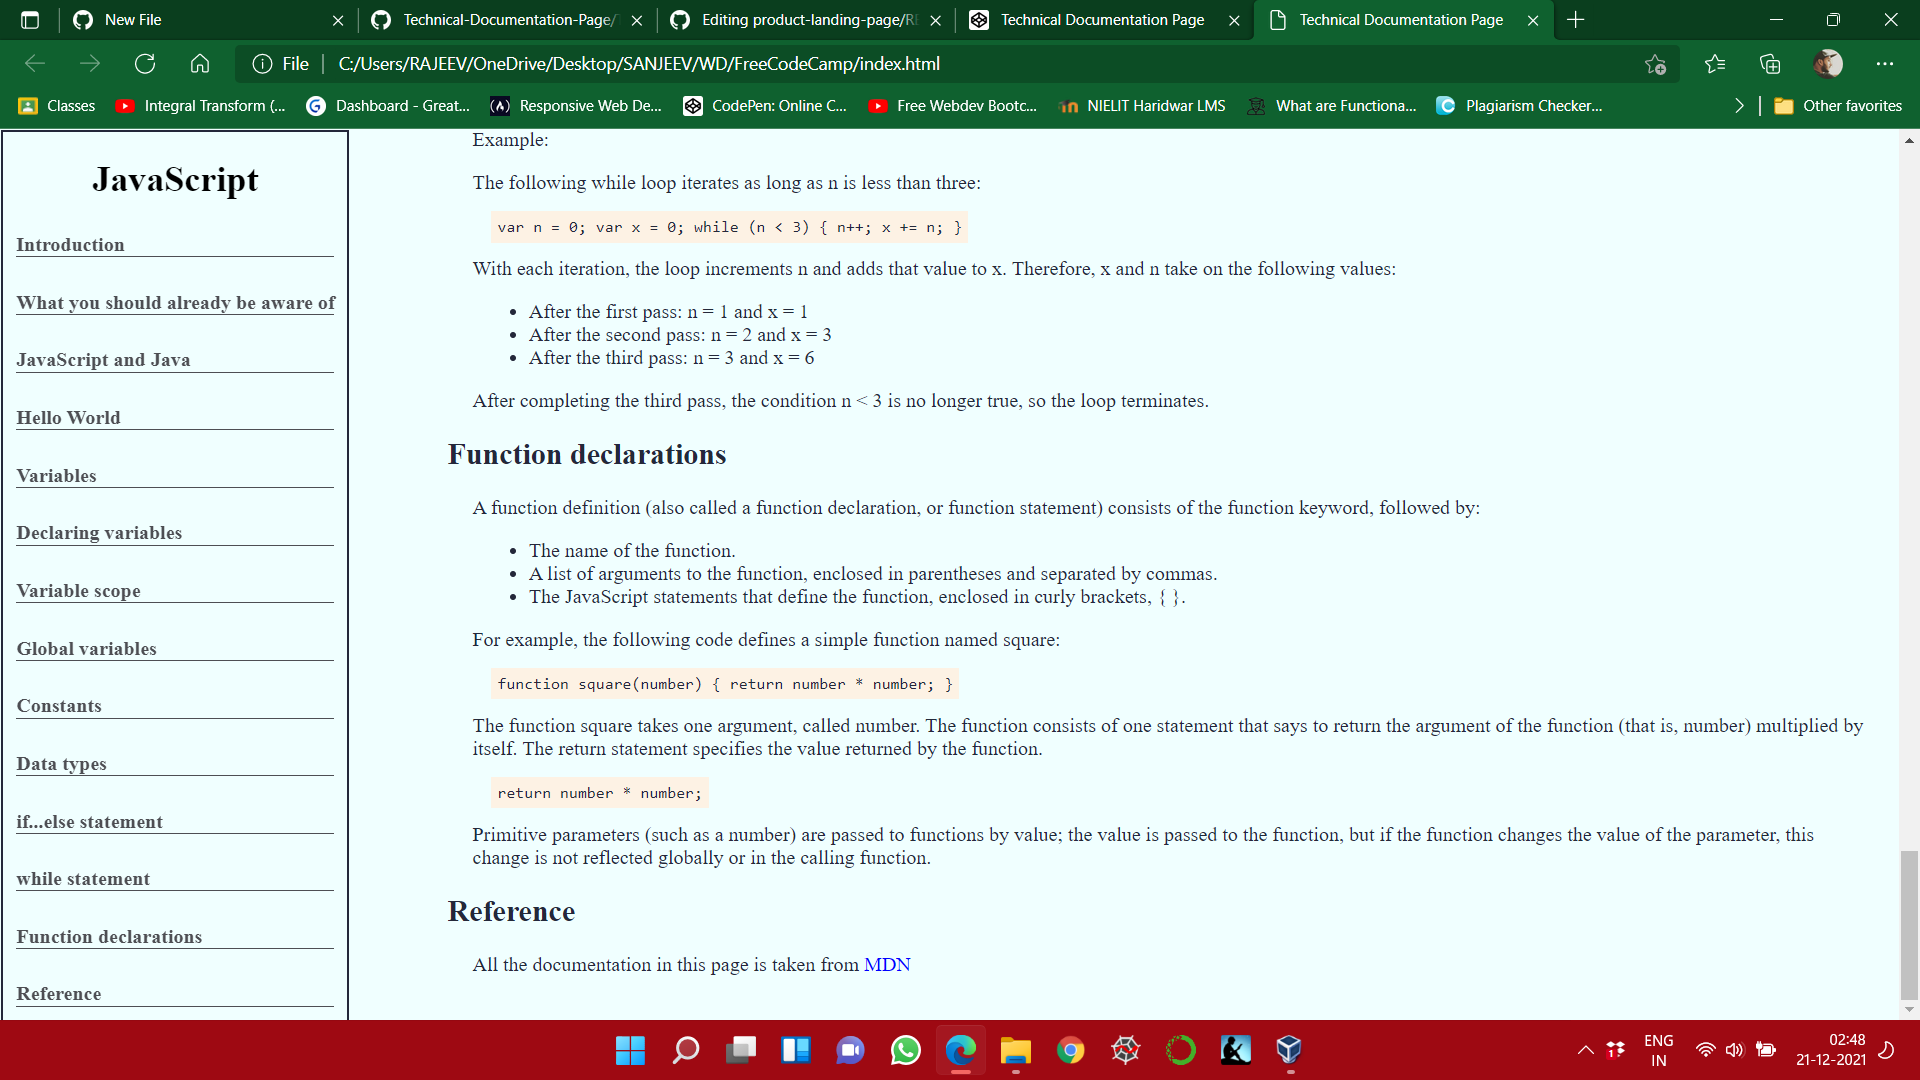 New File
Technical-Documentation-Page/
Editing product-landing-page/RE
Technical Documentation Page
Technical Documentation Page
File
C:/Users/RAJEEV/OneDrive/Desktop/SANJEEV/WD/FreeCodeCamp/index.html
Classes
Integral Transform (...
Dashboard - Great...
Responsive Web De...
CodePen: Online C...
Free Webdev Bootc...
NIELIT Haridwar LMS
What are Functiona...
Plagiarism Checker...
Other favorites
JavaScript
Introduction
What you should already be aware of
JavaScript and Java
Hello World
Variables
Declaring variables
Variable scope
Global variables
Constants
Data types
if...else statement
while statement
Function declarations
Reference
Example:
The following while loop iterates as long as n is less than three:
var n = 0; var x = 0; while (n < 3) { n++; x += n; }
With each iteration, the loop increments n and adds that value to x. Therefore, x and n take on the following values:
• After the first pass: n = 1 and x = 1
• After the second pass: n = 2 and x = 3
• After the third pass: n = 3 and x = 6
After completing the third pass, the condition n < 3 is no longer true, so the loop terminates.
Function declarations
A function definition (also called a function declaration, or function statement) consists of the function keyword, followed by:
• The name of the function.
• A list of arguments to the function, enclosed in parentheses and separated by commas.
• The JavaScript statements that define the function, enclosed in curly brackets, { }.
For example, the following code defines a simple function named square:
function square(number) { return number * number; }
The function square takes one argument, called number. The function consists of one statement that says to return the argument of the function (that is, number) multiplied by
itself. The return statement specifies the value returned by the function.
return number * number;
Primitive parameters (such as a number) are passed to functions by value; the value is passed to the function, but if the function changes the value of the parameter, this
change is not reflected globally or in the calling function.
Reference
All the documentation in this page is taken from MDN
ENG
IN
02:48
21-12-2021